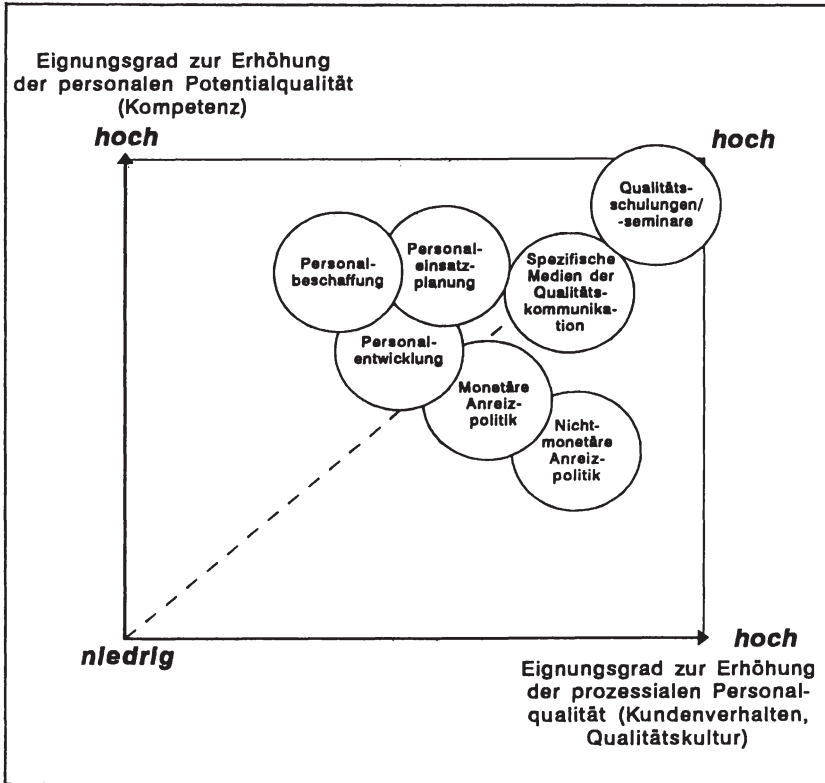 Eignungsgrad zur Erhöhung
der personalen Potentialqualität
(Kompetenz)
hoch
hoch
Qualitäts-
schulungen/
-seminare
Personal-
beschaffung
Personal-
einsatz-
planung
Spezifische
Medien der
Qualitäts-
kommunika-
tion
Personal-
entwicklung
Monetäre
Anreiz-
politik
Nicht-
monetäre
Anreiz-
politik
niedrig
hoch
Eignungsgrad zur Erhöhung
der prozessialen Personal-
qualität (Kundenverhalten,
Qualitätskultur)